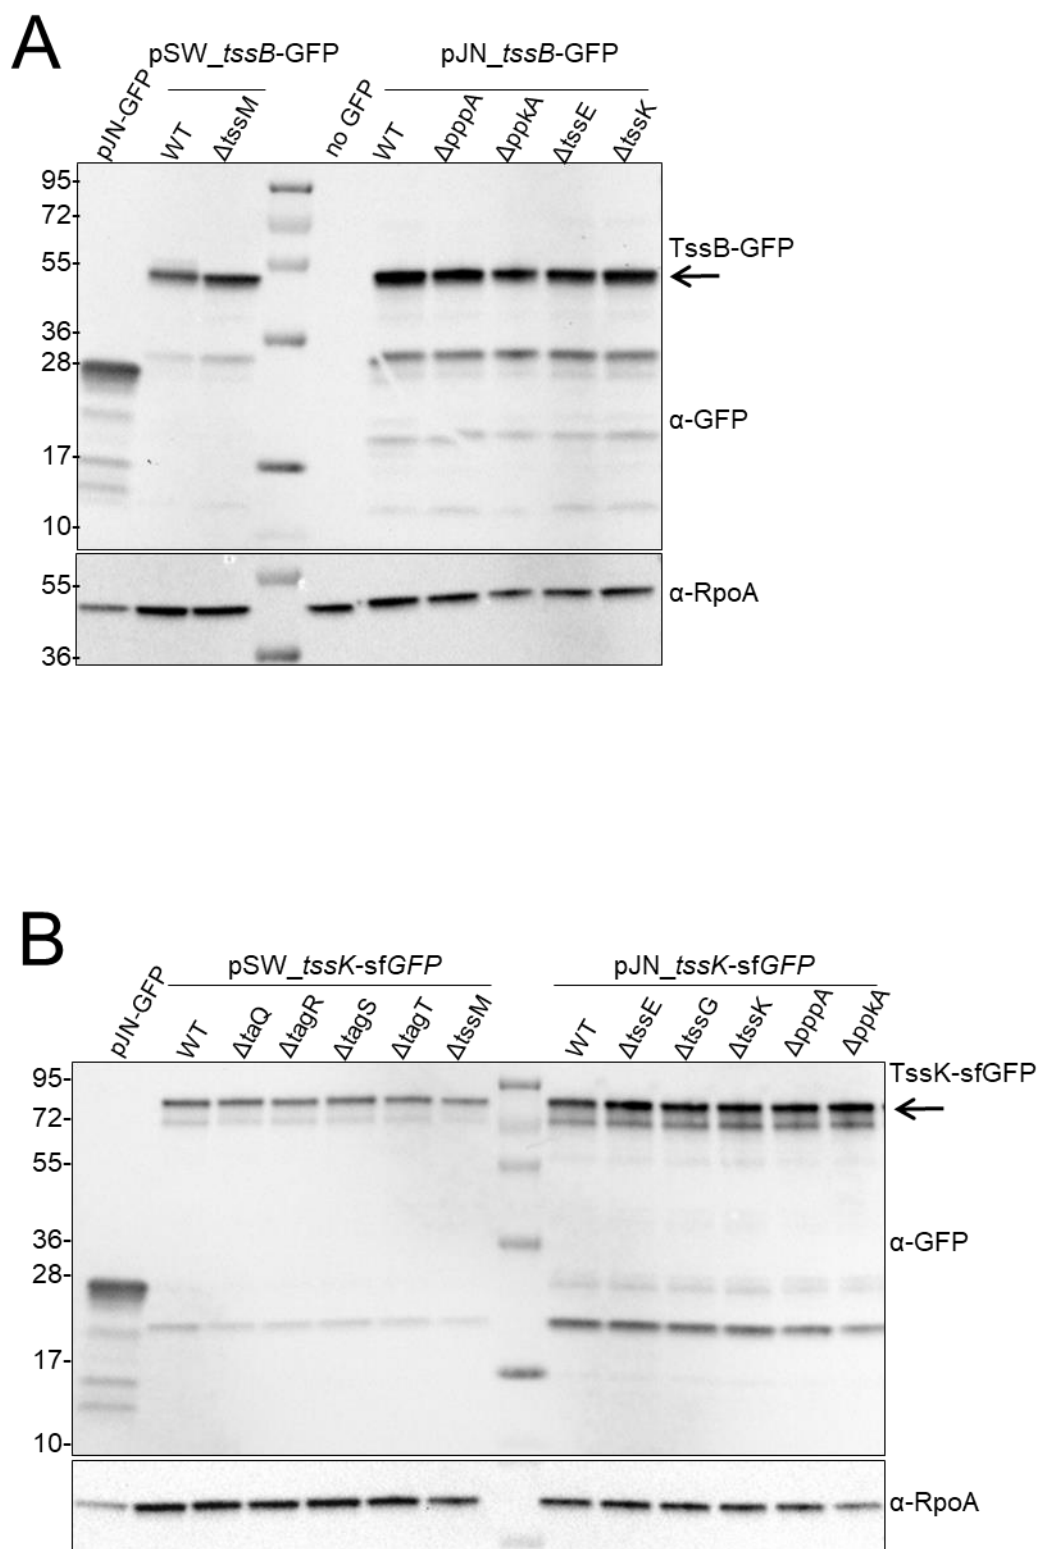 A
pSW_tssB-GFP
pJN_tssB-GFP
pJN-GFP
WT
ΔtssM
no GFP
WT
ΔpppA
ΔppkA
ΔtssE
ΔtssK
95-
72-
55-
36-
28-
17-
10-
TssB-GFP
α-GFP
55-
36-
α-RpoA
B
pSW_tssK-sfGFP
pJN_tssK-sfGFP
pJN-GFP
WT
ΔtaQ
ΔtagR
ΔtagS
ΔtagT
ΔtssM
WT
ΔtssE
ΔtssG
ΔtssK
ΔpppA
ΔppkA
95-
72-
55-
36-
28-
17-
10-
TssK-sfGFP
α-GFP
α-RpoA